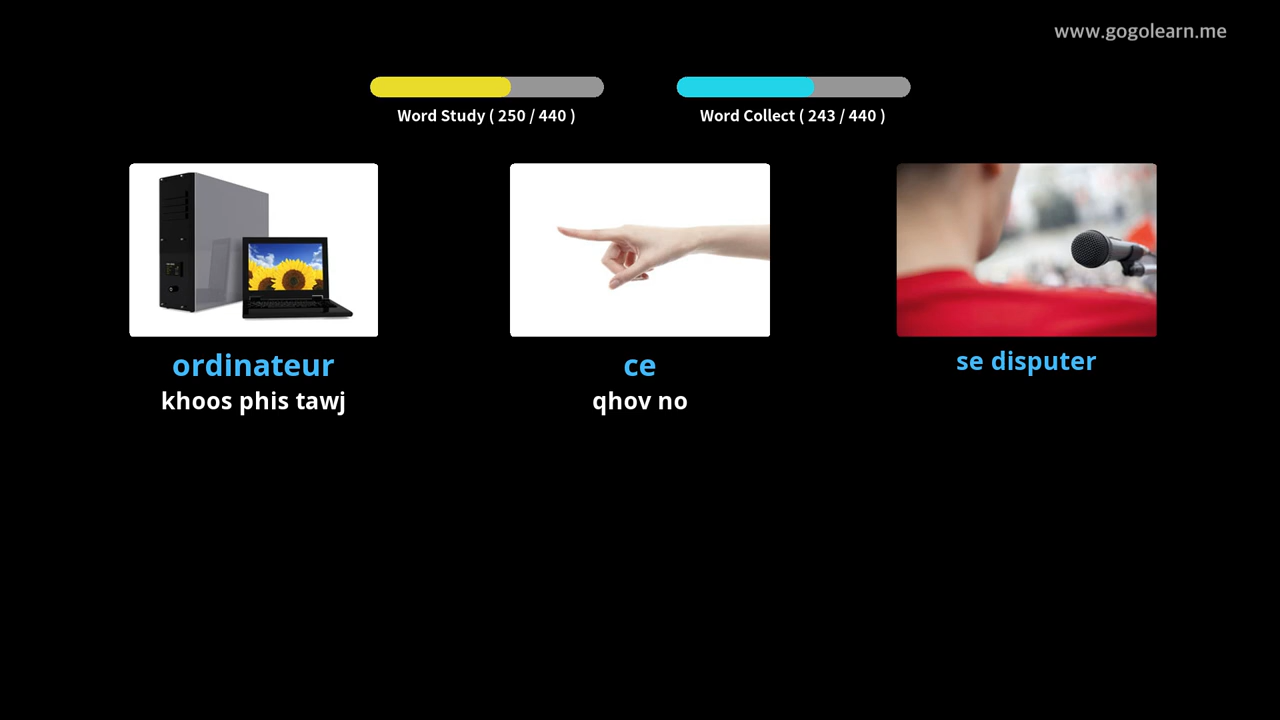 www.gogolearn.me
Word Study ( 250 / 440 )
Word Collect ( 243 / 440 )
ordinateur
khoos phis tawj
ce
qhov no
se disputer